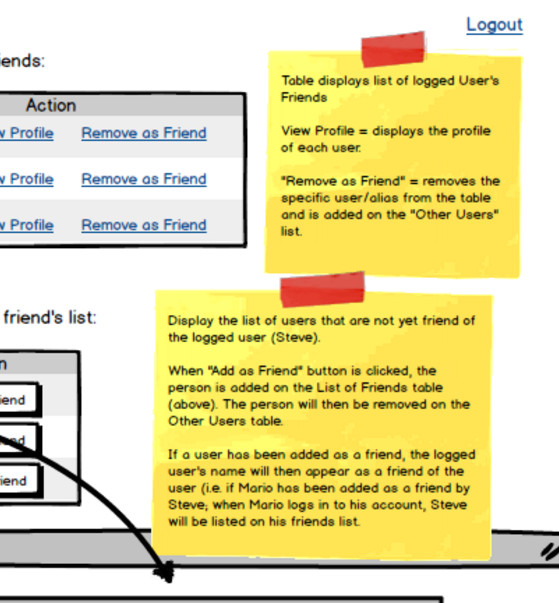 Logout
iends:
Action
w Profile Remove as Friend
w Profile Remove as Friend
w Profile Remove as Friend
Table displays list of logged User's
Friends
View Profile = displays the profile
of each user.
"Remove as Friend" = removes the
specific user/alias from the table
and is added on the "Other Users"
list.
friend's list:
n
iend
iend
iend
Display the list of users that are not yet friend of
the logged user (Steve).
When "Add as Friend" button is clicked, the
person is added on the List of Friends table
(above). The person will then be removed on the
Other Users table.
If a user has been added as a friend, the logged
user's name will then appear as a friend of the
user (i.e. if Mario has been added as a friend by
Steve; when Mario logs in to his account, Steve
will be listed on his friends list.